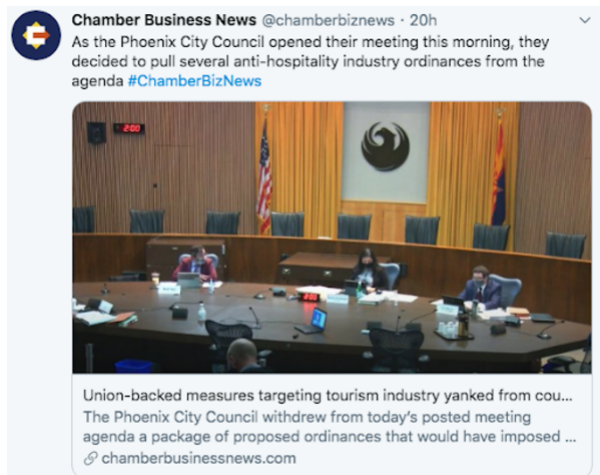 Chamber Business News @chamberbiznews · 20h
As the Phoenix City Council opened their meeting this morning, they
decided to pull several anti-hospitality industry ordinances from the
agenda #ChamberBizNews
2:00
Union-backed measures targeting tourism industry yanked from cou...
The Phoenix City Council withdrew from today's posted meeting
agenda a package of proposed ordinances that would have imposed ...
chamberbusinessnews.com